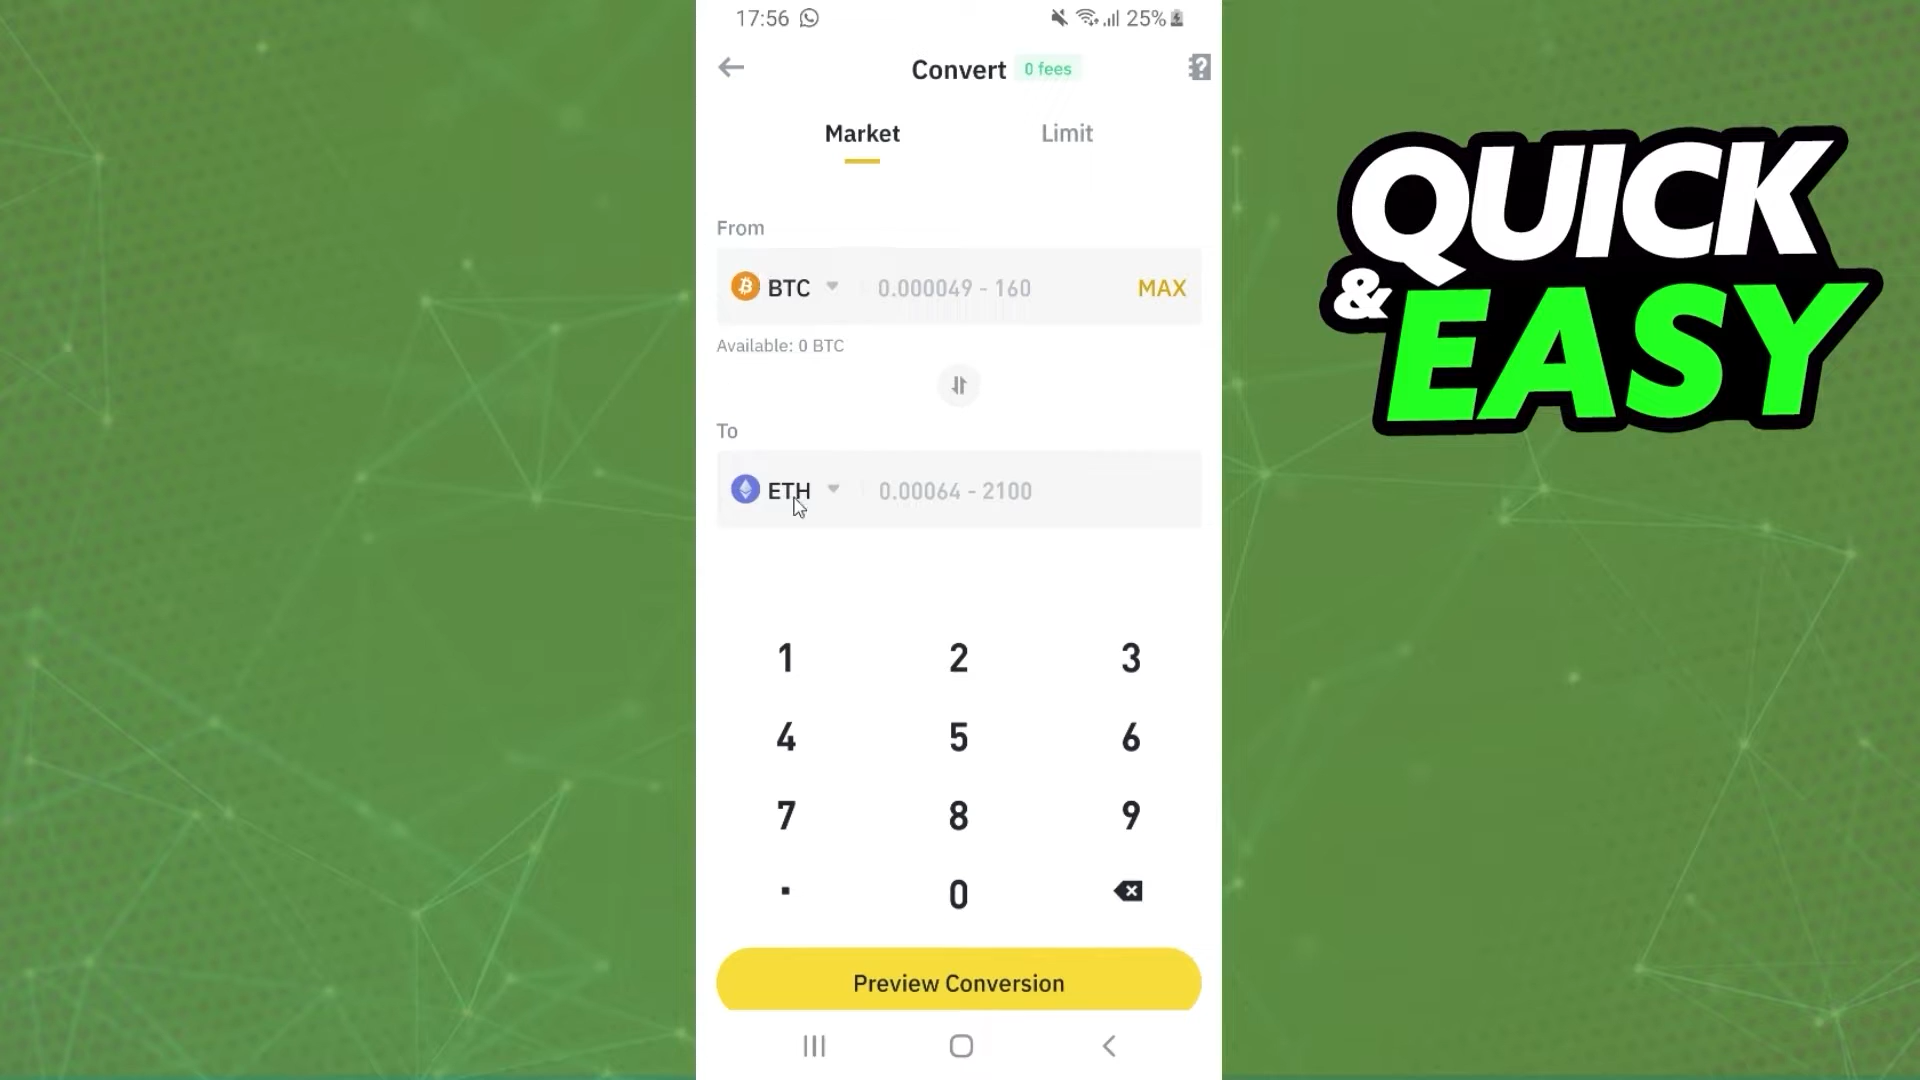 17:56 25%
Convert 0 fees
Market Limit
From
BTC 0.000049 - 160 MAX
Available: 0 BTC
To
ETH 0.00064 - 2100
1 2 3
4 5 6
7 8 9
. 0
Preview Conversion
QUICK
& EASY